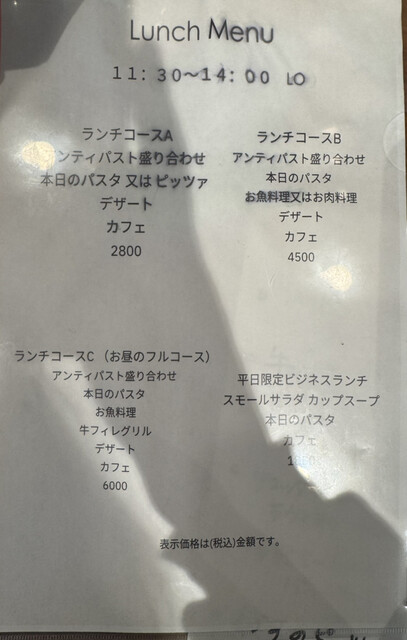 Lunch Menu
11：30～14：00 LO
ランチコースA
アンティパスト盛り合わせ
本日のパスタ 又は ピッツァ
デザート
カフェ
2800
ランチコースB
アンティパスト盛り合わせ
本日のパスタ
お魚料理又はお肉料理
デザート
カフェ
4500
ランチコースC （お昼のフルコース）
アンティパスト盛り合わせ
本日のパスタ
お魚料理
牛フィレグリル
デザート
カフェ
6000
平日限定ビジネスランチ
スモールサラダ カップスープ
本日のパスタ
カフェ
表示価格は(税込)金額です。